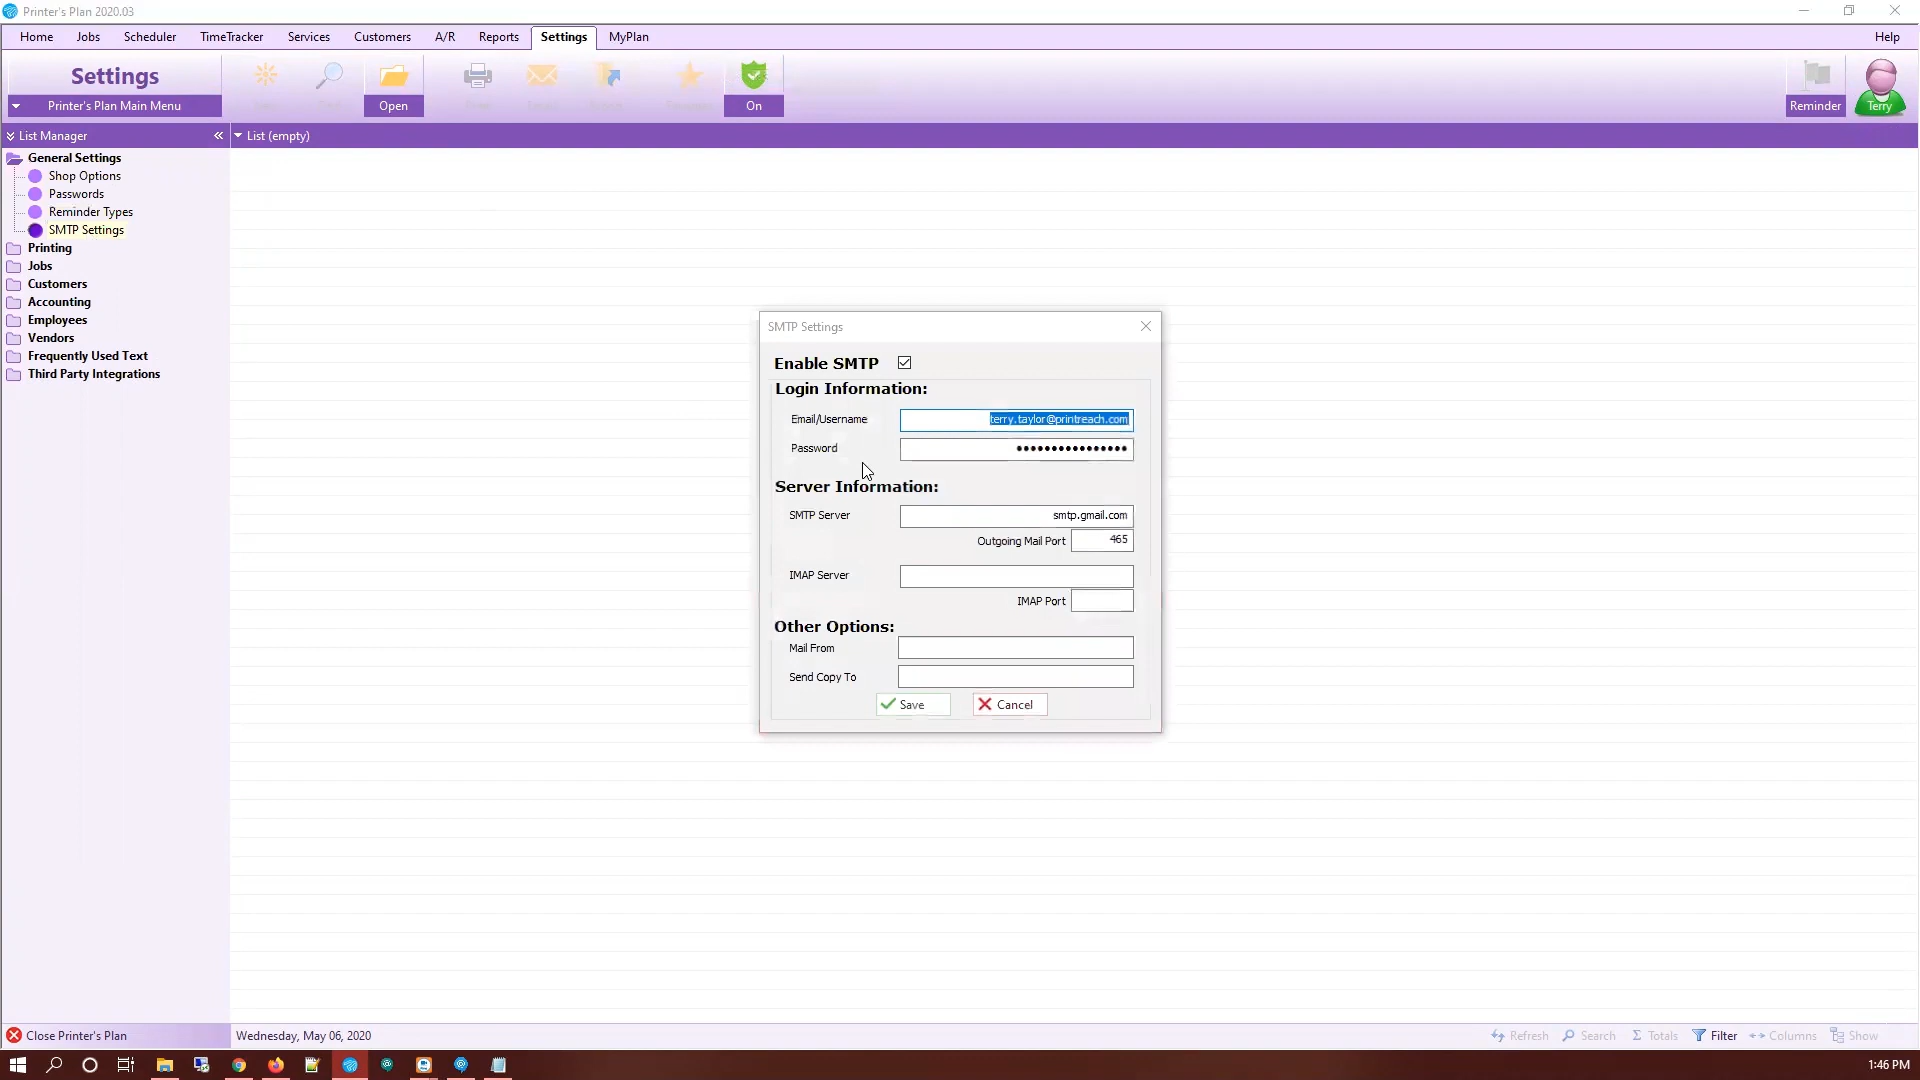 Printer's Plan 2020.03
Home Jobs Scheduler TimeTracker Services Customers A/R Reports Settings MyPlan Help
Settings
Printer's Plan Main Menu
Open
On
Reminder
Terry
List Manager
List (empty)
General Settings
Shop Options
Passwords
Reminder Types
SMTP Settings
Printing
Jobs
Customers
Accounting
Employees
Vendors
Frequently Used Text
Third Party Integrations
SMTP Settings
Enable SMTP
Login Information:
Email/Username terry.taylor@printreach.com
Password ••••••••••••••••
Server Information:
SMTP Server smtp.gmail.com
Outgoing Mail Port 465
IMAP Server
IMAP Port
Other Options:
Mail From
Send Copy To
Save Cancel
Close Printer's Plan
Wednesday, May 06, 2020
Refresh Search Totals Filter Columns Show
1:46 PM